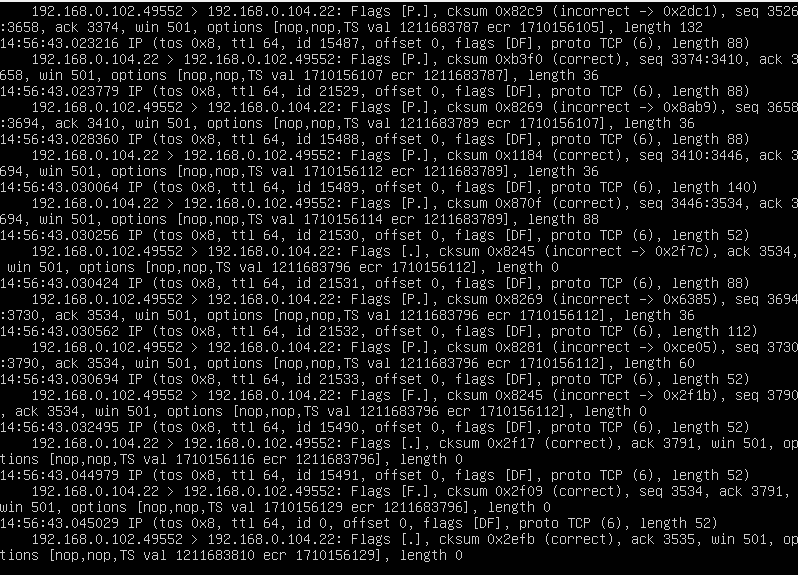 192.168.0.102.49552 > 192.168.0.104.22: Flags [P.], cksum 0x82c9 (incorrect -> 0x2dc1), seq 3526
:3658, ack 3374, win 501, options [nop,nop,TS val 1211683787 ecr 1710156105], length 132
14:56:43.023216 IP (tos 0x8, ttl 64, id 15487, offset 0, flags [DF], proto TCP (6), length 88)
    192.168.0.104.22 > 192.168.0.102.49552: Flags [P.], cksum 0xb3f0 (correct), seq 3374:3410, ack 3
658, win 501, options [nop,nop,TS val 1710156107 ecr 1211683787], length 36
14:56:43.023779 IP (tos 0x8, ttl 64, id 21529, offset 0, flags [DF], proto TCP (6), length 88)
    192.168.0.102.49552 > 192.168.0.104.22: Flags [P.], cksum 0x8269 (incorrect -> 0x8ab9), seq 3658
:3694, ack 3410, win 501, options [nop,nop,TS val 1211683789 ecr 1710156107], length 36
14:56:43.028360 IP (tos 0x8, ttl 64, id 15488, offset 0, flags [DF], proto TCP (6), length 88)
    192.168.0.104.22 > 192.168.0.102.49552: Flags [P.], cksum 0x1184 (correct), seq 3410:3446, ack 3
694, win 501, options [nop,nop,TS val 1710156112 ecr 1211683789], length 36
14:56:43.030064 IP (tos 0x8, ttl 64, id 15489, offset 0, flags [DF], proto TCP (6), length 140)
    192.168.0.104.22 > 192.168.0.102.49552: Flags [P.], cksum 0x870f (correct), seq 3446:3534, ack 3
694, win 501, options [nop,nop,TS val 1710156114 ecr 1211683789], length 88
14:56:43.030256 IP (tos 0x8, ttl 64, id 21530, offset 0, flags [DF], proto TCP (6), length 52)
    192.168.0.102.49552 > 192.168.0.104.22: Flags [.], cksum 0x8245 (incorrect -> 0x2f7c), ack 3534,
 win 501, options [nop,nop,TS val 1211683796 ecr 1710156112], length 0
14:56:43.030424 IP (tos 0x8, ttl 64, id 21531, offset 0, flags [DF], proto TCP (6), length 88)
    192.168.0.102.49552 > 192.168.0.104.22: Flags [P.], cksum 0x8269 (incorrect -> 0x6385), seq 3694
:3730, ack 3534, win 501, options [nop,nop,TS val 1211683796 ecr 1710156112], length 36
14:56:43.030562 IP (tos 0x8, ttl 64, id 21532, offset 0, flags [DF], proto TCP (6), length 112)
    192.168.0.102.49552 > 192.168.0.104.22: Flags [P.], cksum 0x8281 (incorrect -> 0xce05), seq 3730
:3790, ack 3534, win 501, options [nop,nop,TS val 1211683796 ecr 1710156112], length 60
14:56:43.030694 IP (tos 0x8, ttl 64, id 21533, offset 0, flags [DF], proto TCP (6), length 52)
    192.168.0.102.49552 > 192.168.0.104.22: Flags [F.], cksum 0x8245 (incorrect -> 0x2f1b), seq 3790
, ack 3534, win 501, options [nop,nop,TS val 1211683796 ecr 1710156112], length 0
14:56:43.032495 IP (tos 0x8, ttl 64, id 15490, offset 0, flags [DF], proto TCP (6), length 52)
    192.168.0.104.22 > 192.168.0.102.49552: Flags [.], cksum 0x2f17 (correct), ack 3791, win 501, op
tions [nop,nop,TS val 1710156116 ecr 1211683796], length 0
14:56:43.044979 IP (tos 0x8, ttl 64, id 15491, offset 0, flags [DF], proto TCP (6), length 52)
    192.168.0.104.22 > 192.168.0.102.49552: Flags [F.], cksum 0x2f09 (correct), seq 3534, ack 3791,
win 501, options [nop,nop,TS val 1710156129 ecr 1211683796], length 0
14:56:43.045029 IP (tos 0x8, ttl 64, id 0, offset 0, flags [DF], proto TCP (6), length 52)
    192.168.0.102.49552 > 192.168.0.104.22: Flags [.], cksum 0x2efb (correct), ack 3535, win 501, op
tions [nop,nop,TS val 1211683810 ecr 1710156129], length 0